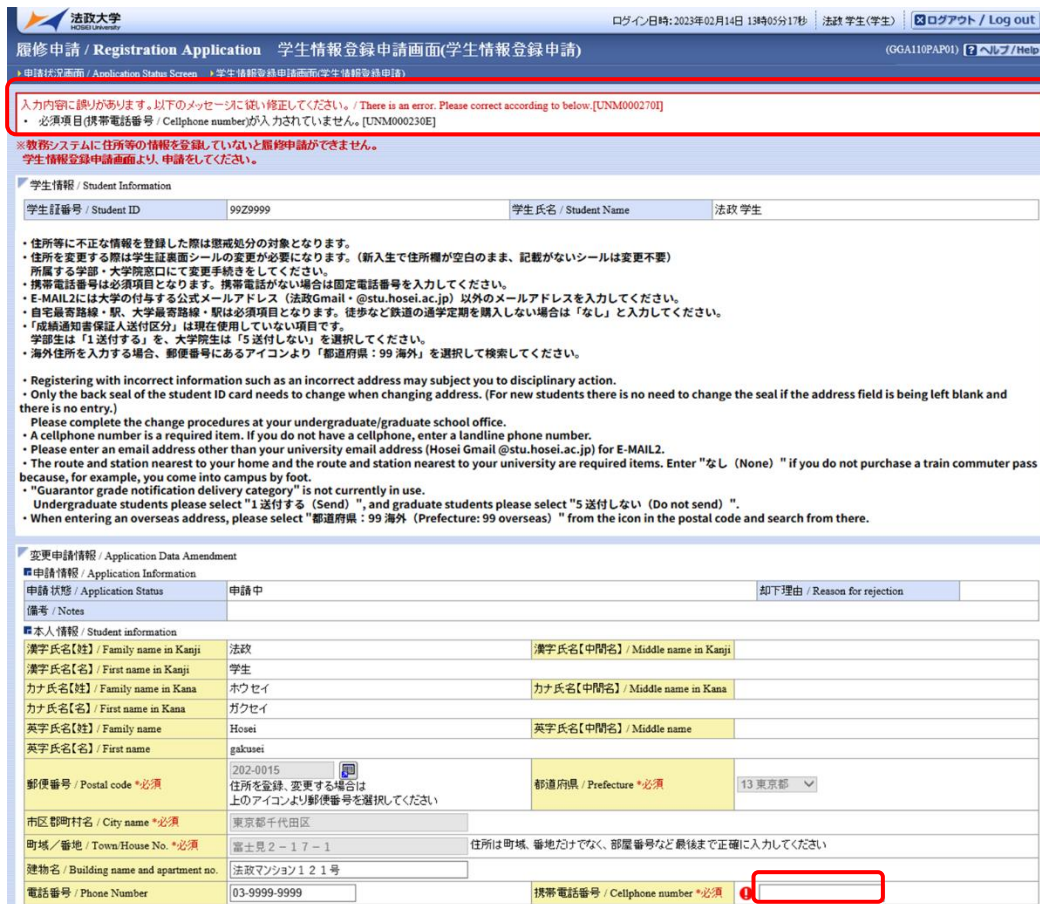 法政大学
HOSEI University
ログイン日時:2023年02月14日 13時05分17秒 法政 学生(学生) ログアウト / Log out
履修申請 / Registration Application 学生情報登録申請画面(学生情報登録申請)
(GGA110PAP01) ヘルプ/Help
申請状況画面 / Application Status Screen 学生情報登録申請画面(学生情報登録申請)
入力内容に誤りがあります。以下のメッセージに従い修正してください。 / There is an error. Please correct according to below.[UNM000270I]
・ 必須項目(携帯電話番号 / Cellphone number)が入力されていません。[UNM000230E]
※教務システムに住所等の情報を登録していないと履修申請ができません。
学生情報登録申請画面より、申請をしてください。
学生情報 / Student Information
学生証番号 / Student ID 99Z9999 学生氏名 / Student Name 法政 学生
・住所等に不正な情報を登録した際は懲戒処分の対象となります。
・住所を変更する際は学生証裏面シールの変更が必要になります。(新入生で住所欄が空白のまま、記載がないシールは変更不要)
所属する学部・大学院窓口にて変更手続きをしてください。
・携帯電話番号は必須項目となります。携帯電話がない場合は固定電話番号を入力してください。
・E-MAIL2には大学の付与する公式メールアドレス(法政Gmail・@stu.hosei.ac.jp)以外のメールアドレスを入力してください。
・自宅最寄路線・駅、大学最寄路線・駅は必須項目となります。徒歩など鉄道の通学定期を購入しない場合は「なし」と入力してください。
・「成績通知書保証人送付区分」は現在使用していない項目です。
学部生は「1 送付する」を、大学院生は「5 送付しない」を選択してください。
・海外住所を入力する場合、郵便番号にあるアイコンより「都道府県:99 海外」を選択して検索してください。
・Registering with incorrect information such as an incorrect address may subject you to disciplinary action.
・Only the back seal of the student ID card needs to change when changing address. (For new students there is no need to change the seal if the address field is being left blank and
there is no entry.)
Please complete the change procedures at your undergraduate/graduate school office.
・A cellphone number is a required item. If you do not have a cellphone, enter a landline phone number.
・Please enter an email address other than your university email address (Hosei Gmail @stu.hosei.ac.jp) for E-MAIL2.
・The route and station nearest to your home and the route and station nearest to your university are required items. Enter "なし(None)" if you do not purchase a train commuter pass
because, for example, you come into campus by foot.
・"Guarantor grade notification delivery category" is not currently in use.
Undergraduate students please select "1 送付する(Send)", and graduate students please select "5 送付しない(Do not send)".
・When entering an overseas address, please select "都道府県:99 海外(Prefecture: 99 overseas)" from the icon in the postal code and search from there.
変更申請情報 / Application Data Amendment
申請情報 / Application Information
申請状態 / Application Status 申請中 却下理由 / Reason for rejection
備考 / Notes
本人情報 / Student information
漢字氏名【姓】 / Family name in Kanji 法政 漢字氏名【中間名】 / Middle name in Kanji
漢字氏名【名】 / First name in Kanji 学生
カナ氏名【姓】 / Family name in Kana ホウセイ カナ氏名【中間名】 / Middle name in Kana
カナ氏名【名】 / First name in Kana ガクセイ
英字氏名【姓】 / Family name Hosei 英字氏名【中間名】 / Middle name
英字氏名【名】 / First name gakusei
郵便番号 / Postal code *必須 202-0015
住所を登録、変更する場合は
上のアイコンより郵便番号を選択してください
都道府県 / Prefecture *必須 13 東京都
市区郡町村名 / City name *必須 東京都千代田区
町域/番地 / Town/House No. *必須 富士見2-17-1 住所は町域、番地だけでなく、部屋番号など最後まで正確に入力してください
建物名 / Building name and apartment no. 法政マンション121号
電話番号 / Phone Number 03-9999-9999 携帯電話番号 / Cellphone number *必須